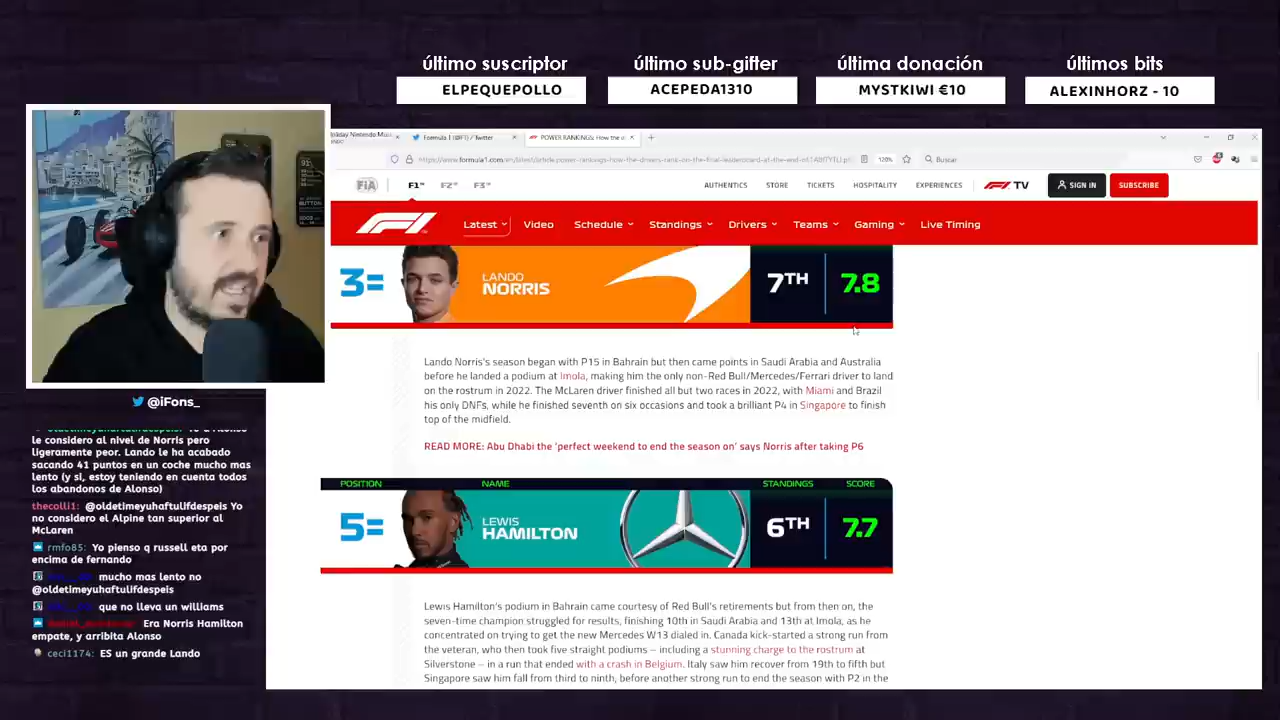 último suscriptor
ELPEQUEPOLLO
último sub-gifter
ACEPEDA1310
última donación
MYSTKIWI €10
últimos bits
ALEXINHORZ - 10
Formula 1 (@F1) / Twitter
POWER RANKINGS: How the d
120%
Buscar
FIA
F1™
F2™
F3™
AUTHENTICS
STORE
TICKETS
HOSPITALITY
EXPERIENCES
F1 TV
SIGN IN
SUBSCRIBE
F1
Latest
Video
Schedule
Standings
Drivers
Teams
Gaming
Live Timing
3=
LANDO
NORRIS
7TH
7.8
Lando Norris's season began with P15 in Bahrain but then came points in Saudi Arabia and Australia
before he landed a podium at Imola, making him the only non-Red Bull/Mercedes/Ferrari driver to land
on the rostrum in 2022. The McLaren driver finished all but two races in 2022, with Miami and Brazil
his only DNFs, while he finished seventh on six occasions and took a brilliant P4 in Singapore to finish
top of the midfield.
READ MORE: Abu Dhabi the 'perfect weekend to end the season on' says Norris after taking P6
POSITION
NAME
STANDINGS
SCORE
5=
LEWIS
HAMILTON
6TH
7.7
Lewis Hamilton's podium in Bahrain came courtesy of Red Bull's retirements but from then on, the
seven-time champion struggled for results, finishing 10th in Saudi Arabia and 13th at Imola, as he
concentrated on trying to get the new Mercedes W13 dialed in. Canada kick-started a strong run from
the veteran, who then took five straight podiums – including a stunning charge to the rostrum at
Silverstone – in a run that ended with a crash in Belgium. Italy saw him recover from 19th to fifth but
Singapore saw him fall from third to ninth, before another strong run to end the season with P2 in the
@iFons_
le considero al nivel de Norris pero
ligeramente peor. Lando le ha acabado
sacando 41 puntos en un coche mucho mas
lento (y si, estoy teniendo en cuenta todos
los abandonos de Alonso)
thecolli1: @oldetimeyuhaftulifdespeis Yo
no considero el Alpine tan superior al
McLaren
rmfo85: Yo pienso q russell eta por
encima de fernando
mucho mas lento no
@oldetimeyuhaftulifdespeis
que no lleva un williams
Era Norris Hamilton
empate, y arribita Alonso
ceci1174: ES un grande Lando